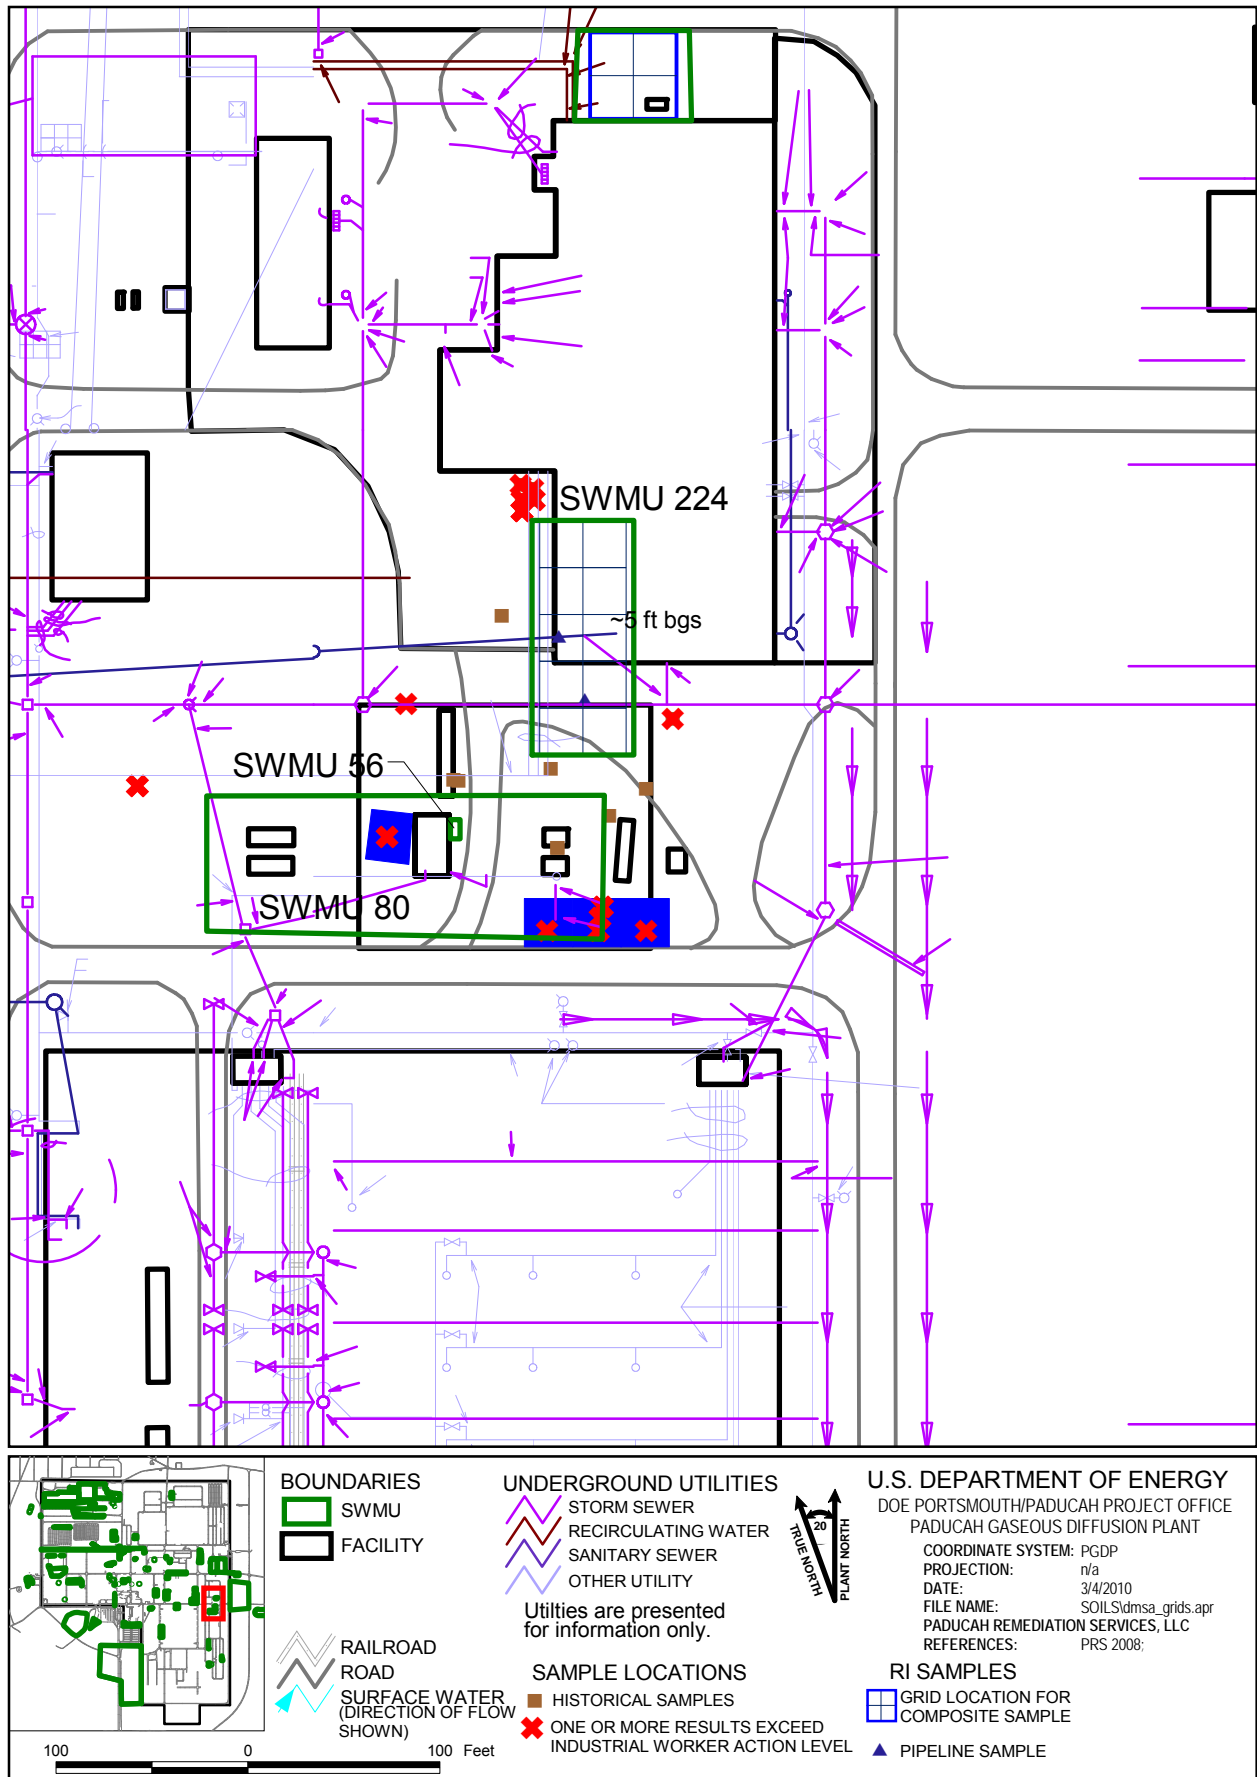 SWMU 224
~5 ft bgs
SWMU 56
SWMU 80
BOUNDARIES
SWMU
FACILITY
RAILROAD
ROAD
SURFACE WATER
(DIRECTION OF FLOW
SHOWN)
100 0 100 Feet
UNDERGROUND UTILITIES
STORM SEWER
RECIRCULATING WATER
SANITARY SEWER
OTHER UTILITY
Utilties are presented
for information only.
SAMPLE LOCATIONS
HISTORICAL SAMPLES
ONE OR MORE RESULTS EXCEED
INDUSTRIAL WORKER ACTION LEVEL
20
TRUE NORTH
PLANT NORTH
U.S. DEPARTMENT OF ENERGY
DOE PORTSMOUTH/PADUCAH PROJECT OFFICE
PADUCAH GASEOUS DIFFUSION PLANT
COORDINATE SYSTEM: PGDP
PROJECTION: n/a
DATE: 3/4/2010
FILE NAME: SOILS\dmsa_grids.apr
PADUCAH REMEDIATION SERVICES, LLC
REFERENCES: PRS 2008;
RI SAMPLES
GRID LOCATION FOR
COMPOSITE SAMPLE
PIPELINE SAMPLE